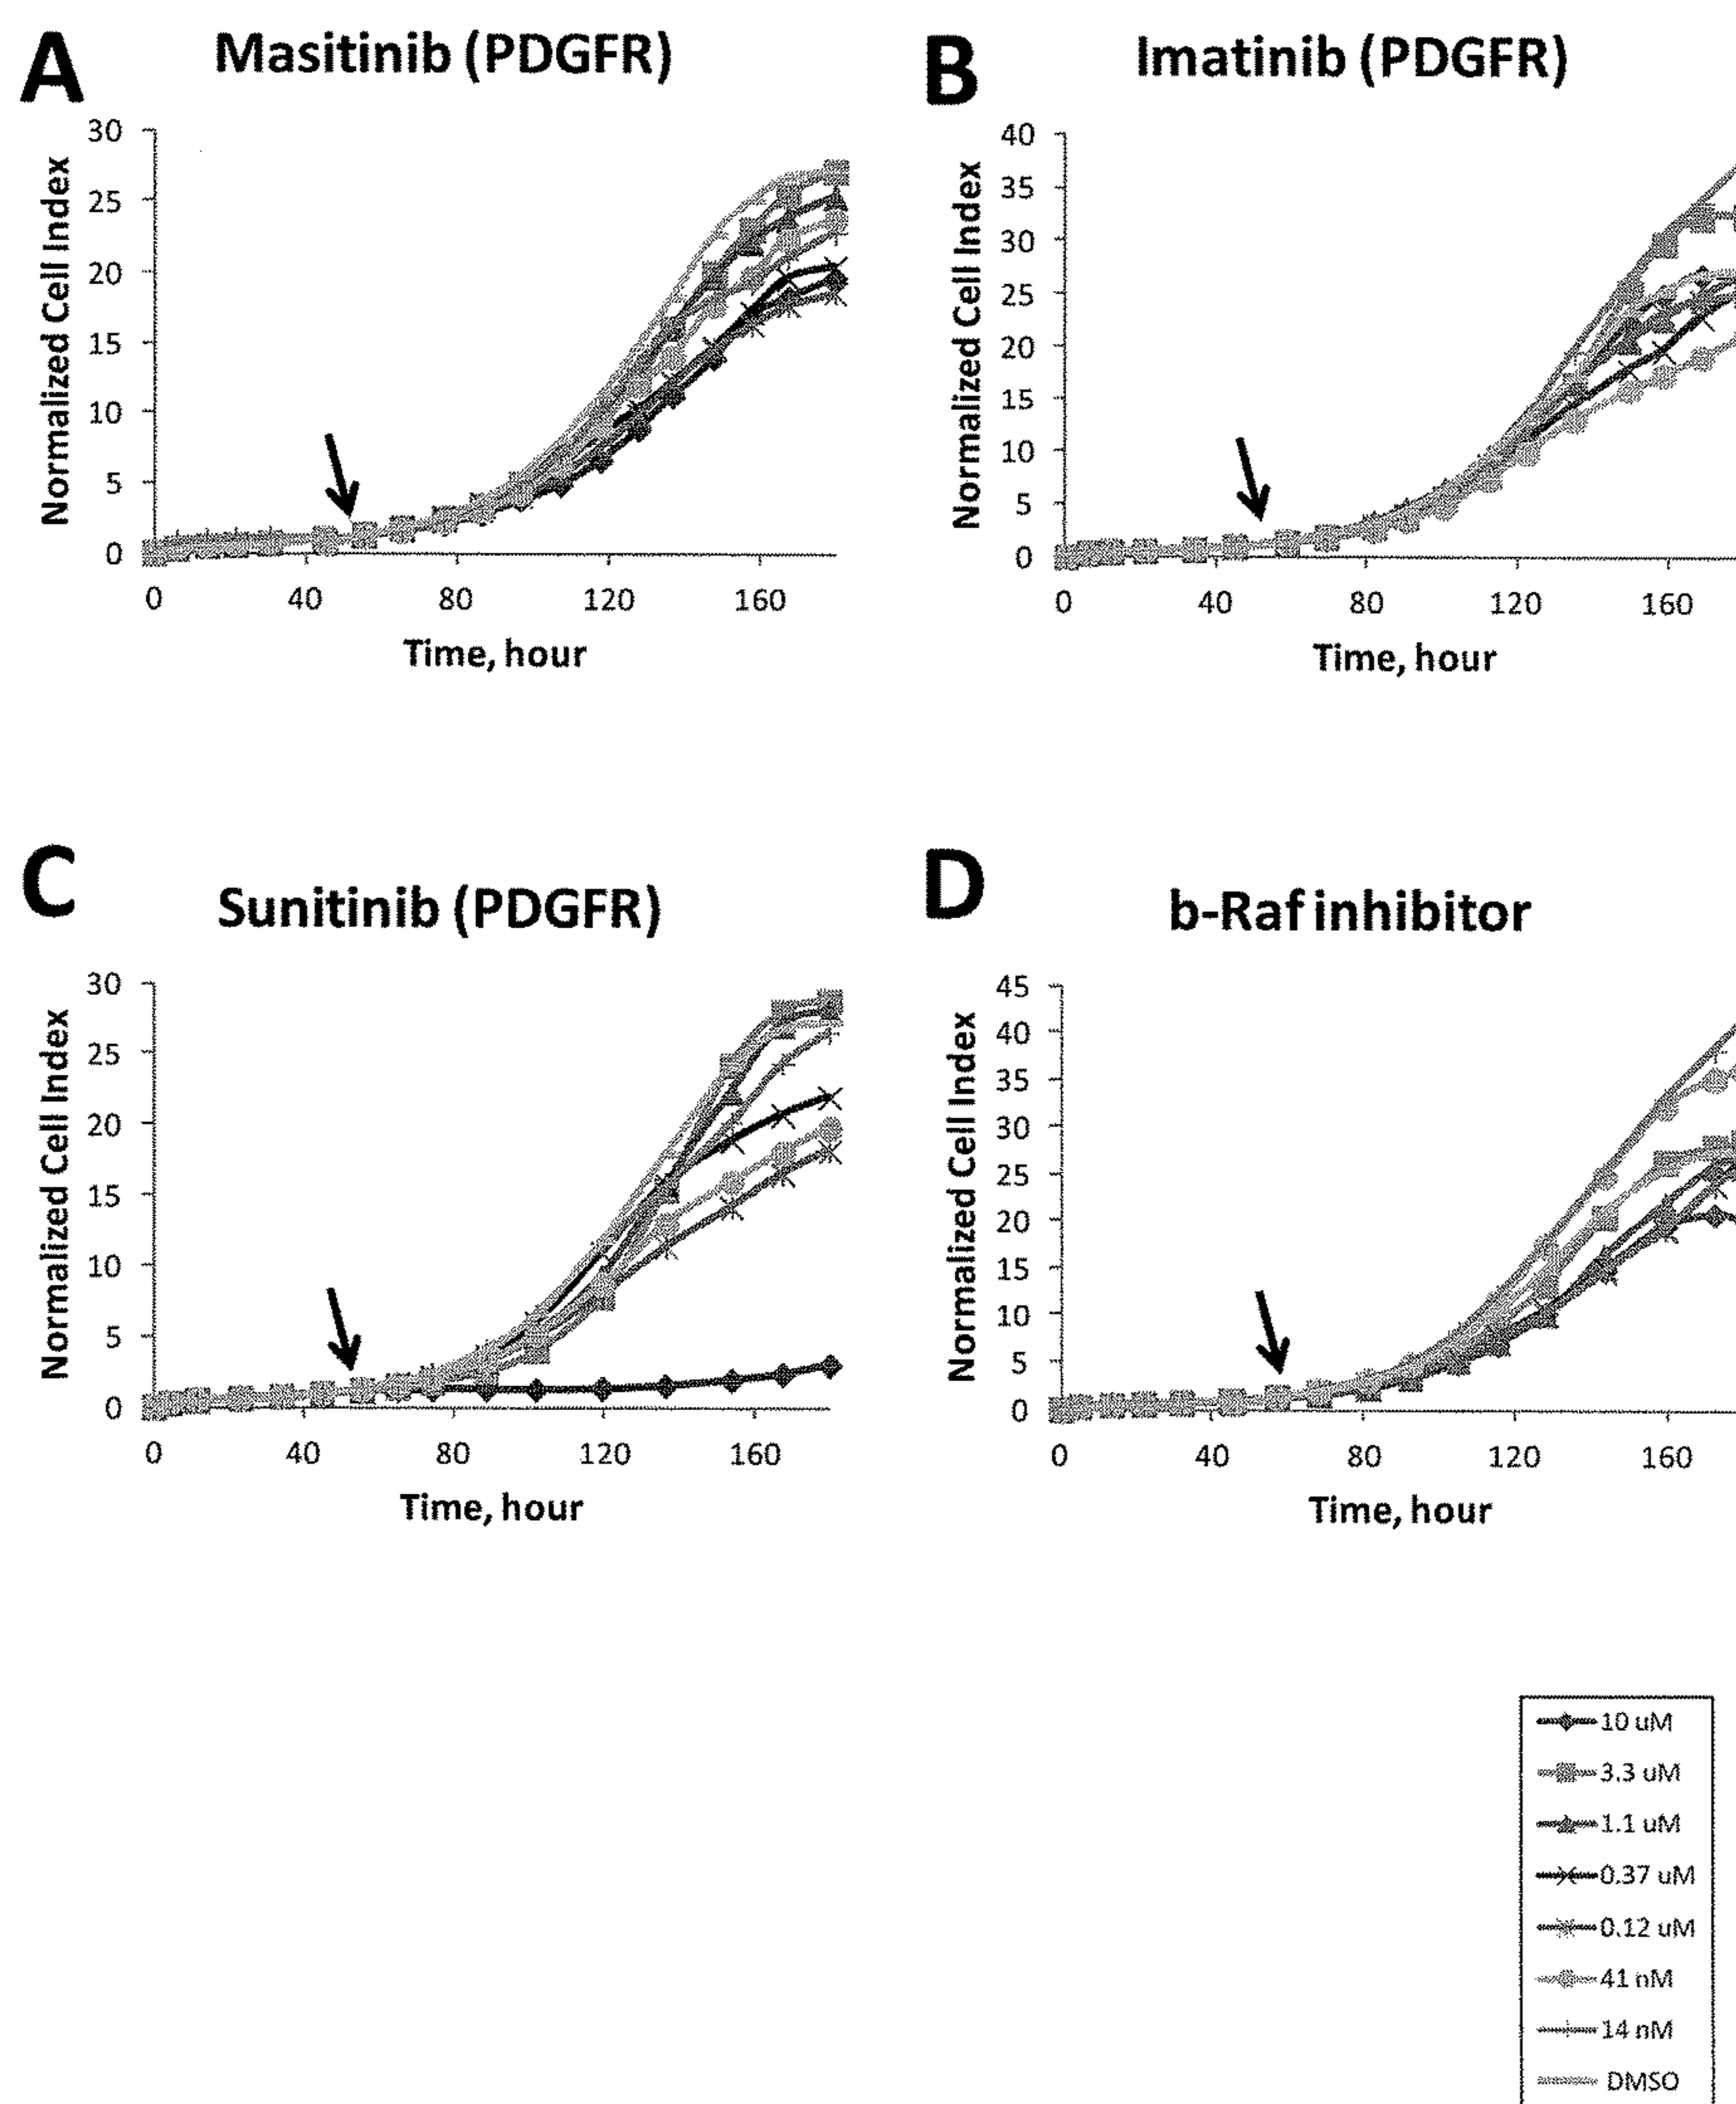 A
Masitinib (PDGFR)
Normalized Cell Index
30
25
20
15
10
5
0
0 40 80 120 160
Time, hour
B
Imatinib (PDGFR)
Normalized Cell Index
40
35
30
25
20
15
10
5
0
0 40 80 120 160
Time, hour
C
Sunitinib (PDGFR)
Normalized Cell Index
30
25
20
15
10
5
0
0 40 80 120 160
Time, hour
D
b-Raf inhibitor
Normalized Cell Index
45
40
35
30
25
20
15
10
5
0
0 40 80 120 160
Time, hour
10 uM
3.3 uM
1.1 uM
0.37 uM
0.12 uM
41 nM
14 nM
DMSO